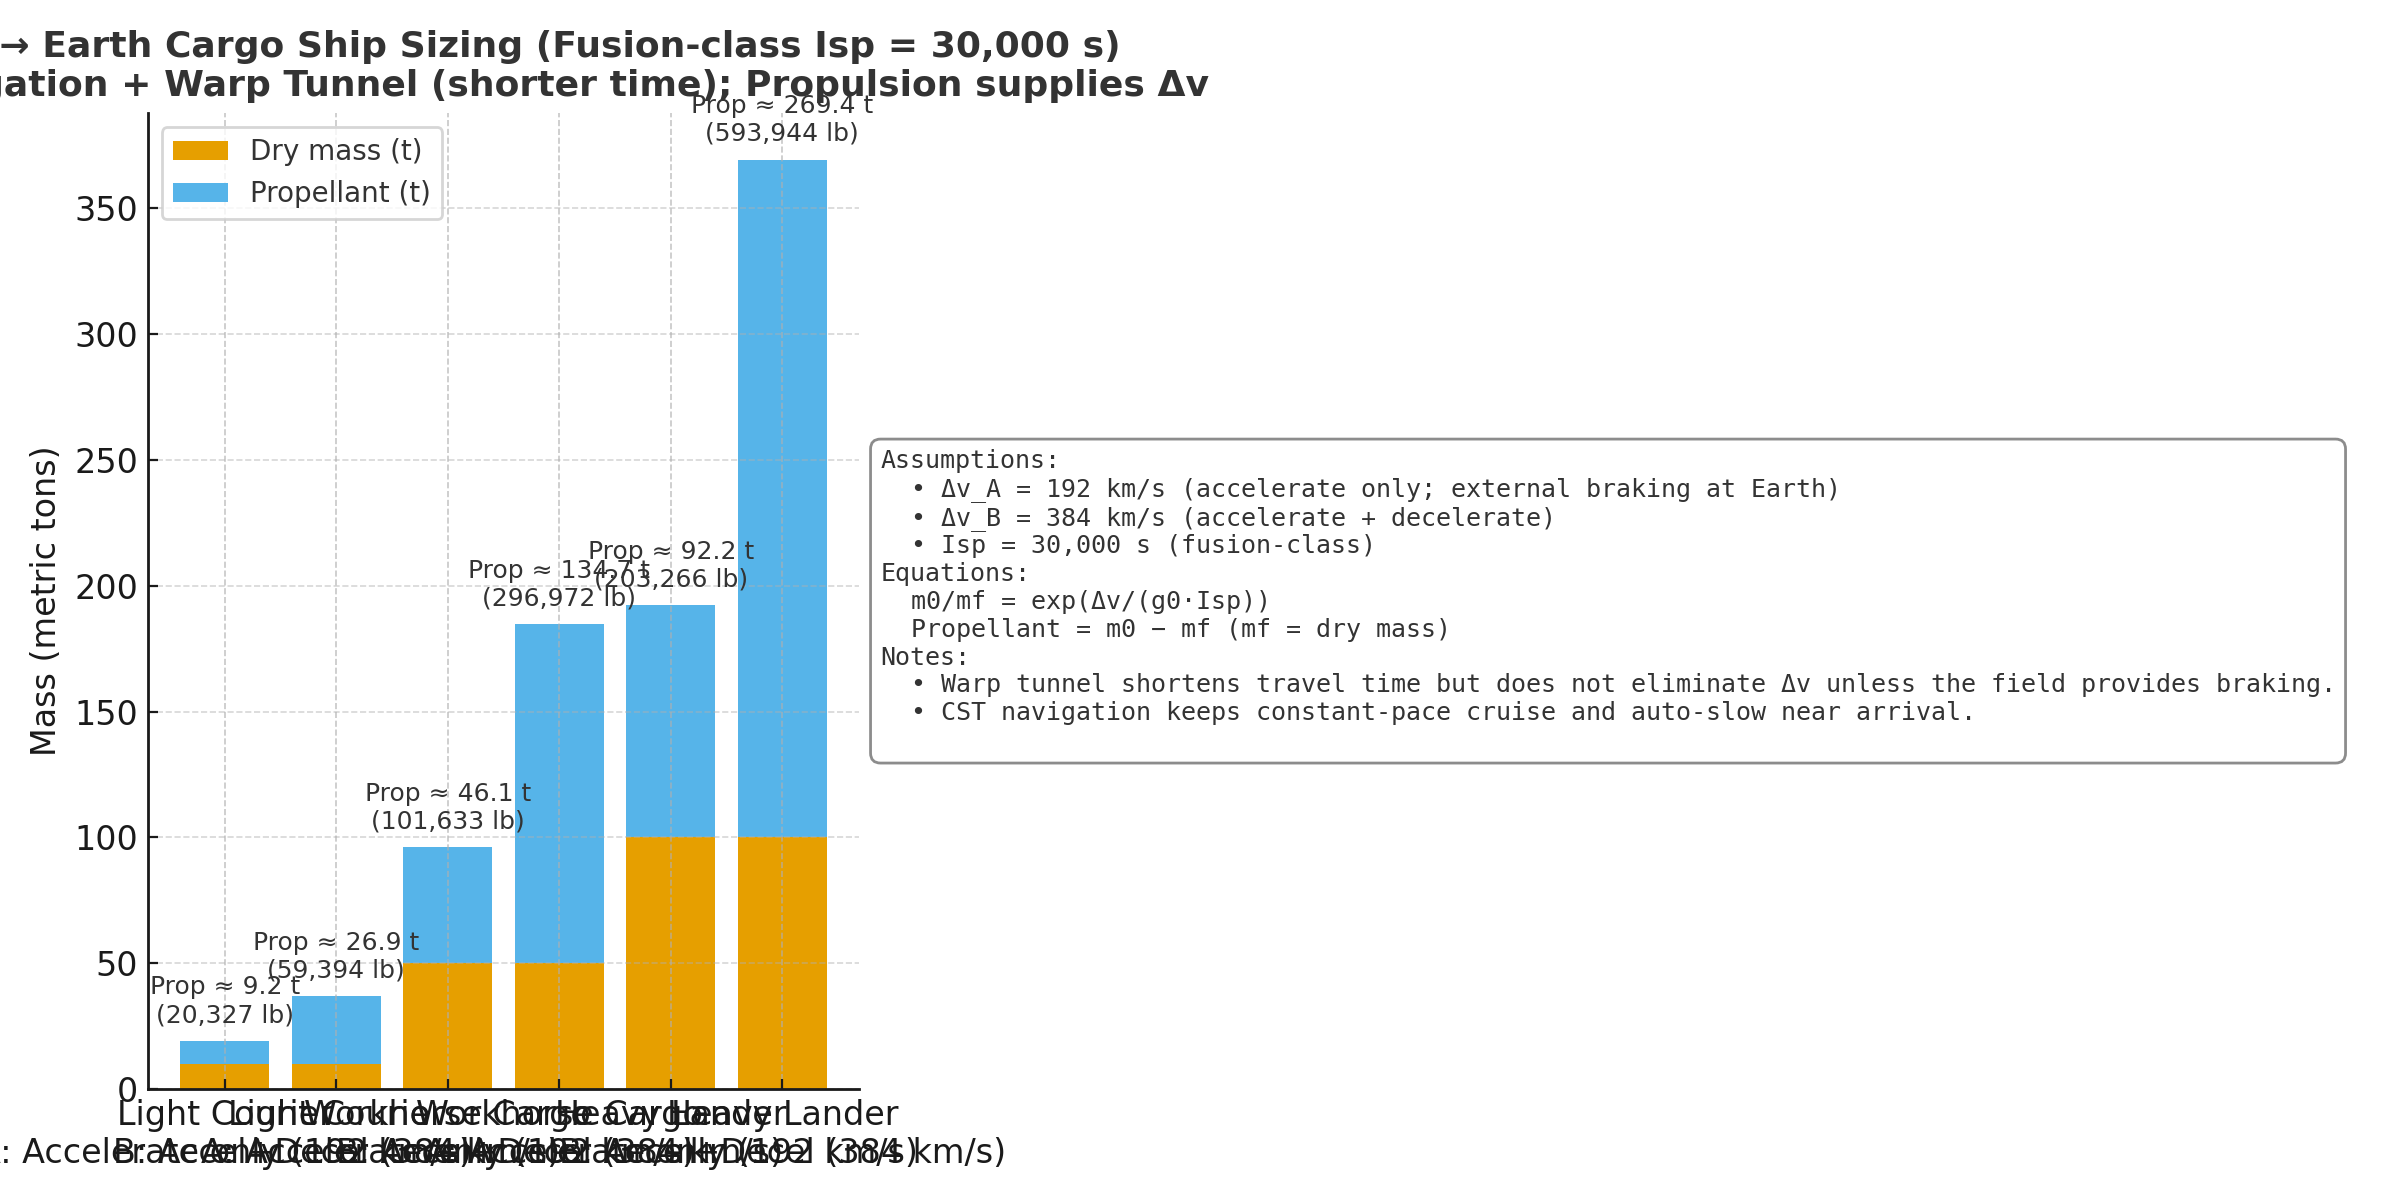 → Earth Cargo Ship Sizing (Fusion-class Isp = 30,000 s)
gation + Warp Tunnel (shorter time); Propulsion supplies Δv
Dry mass (t)
Propellant (t)
Mass (metric tons)
350
300
250
200
150
100
50
0
Prop ≈ 9.2 t
(20,327 lb)
Prop ≈ 26.9 t
(59,394 lb)
Prop ≈ 46.1 t
(101,633 lb)
Prop ≈ 134.7 t
(296,972 lb)
Prop ≈ 92.2 t
(203,266 lb)
Prop ≈ 269.4 t
(593,944 lb)
Light
Lander
(384 km/s)
Assumptions:
• Δv_A = 192 km/s (accelerate only; external braking at Earth)
• Δv_B = 384 km/s (accelerate + decelerate)
• Isp = 30,000 s (fusion-class)
Equations:
m0/mf = exp(Δv/(g0·Isp))
Propellant = m0 − mf (mf = dry mass)
Notes:
• Warp tunnel shortens travel time but does not eliminate Δv unless the field provides braking.
• CST navigation keeps constant-pace cruise and auto-slow near arrival.